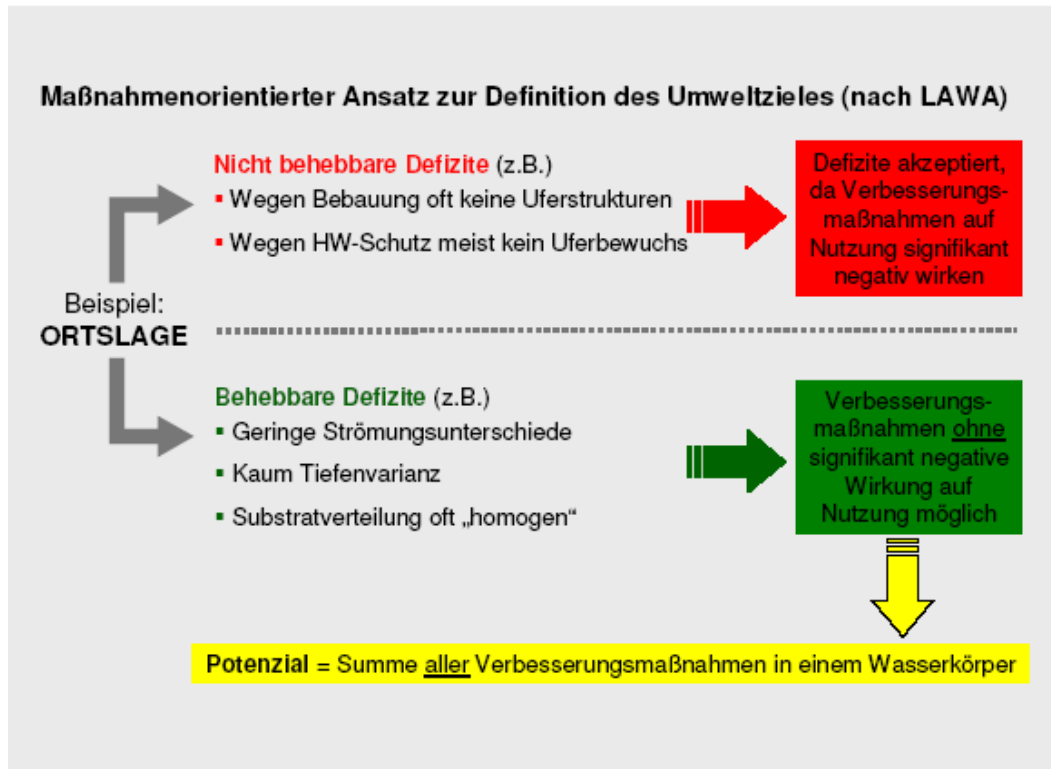 Maßnahmenorientierter Ansatz zur Definition des Umweltzieles (nach LAWA)
Nicht behebbare Defizite (z.B.)
▪ Wegen Bebauung oft keine Uferstrukturen
▪ Wegen HW-Schutz meist kein Uferbewuchs
Defizite akzeptiert,
da Verbesserungs-
maßnahmen auf
Nutzung signifikant
negativ wirken
Beispiel:
ORTSLAGE
Behebbare Defizite (z.B.)
▪ Geringe Strömungsunterschiede
▪ Kaum Tiefenvarianz
▪ Substratverteilung oft „homogen“
Verbesserungs-
maßnahmen ohne
signifikant negative
Wirkung auf
Nutzung möglich
Potenzial = Summe aller Verbesserungsmaßnahmen in einem Wasserkörper